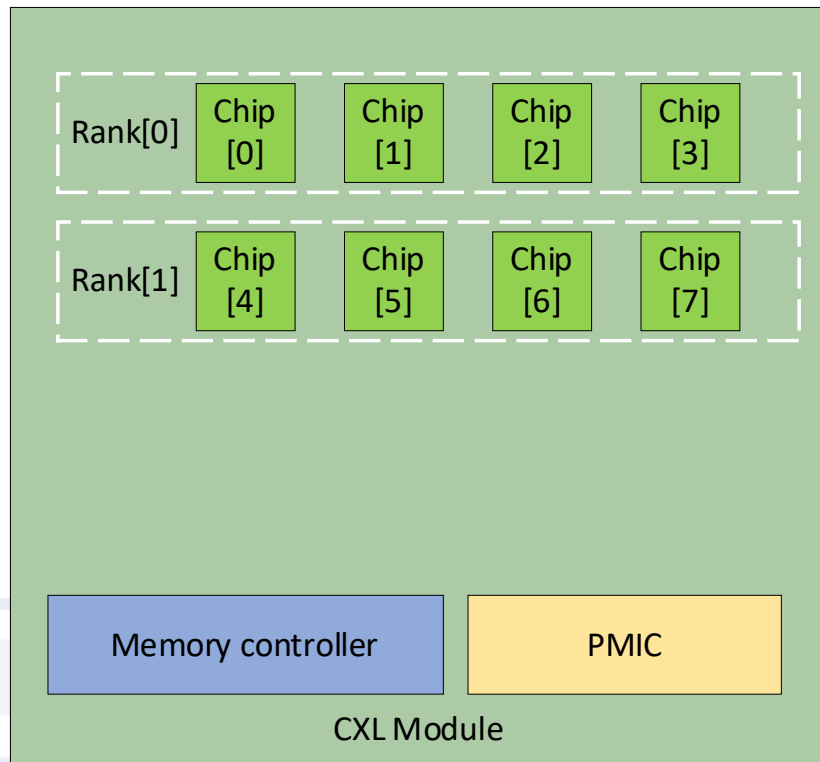 Rank[0]
Chip
[0]
Chip
[1]
Chip
[2]
Chip
[3]
Rank[1]
Chip
[4]
Chip
[5]
Chip
[6]
Chip
[7]
Memory controller
PMIC
CXL Module